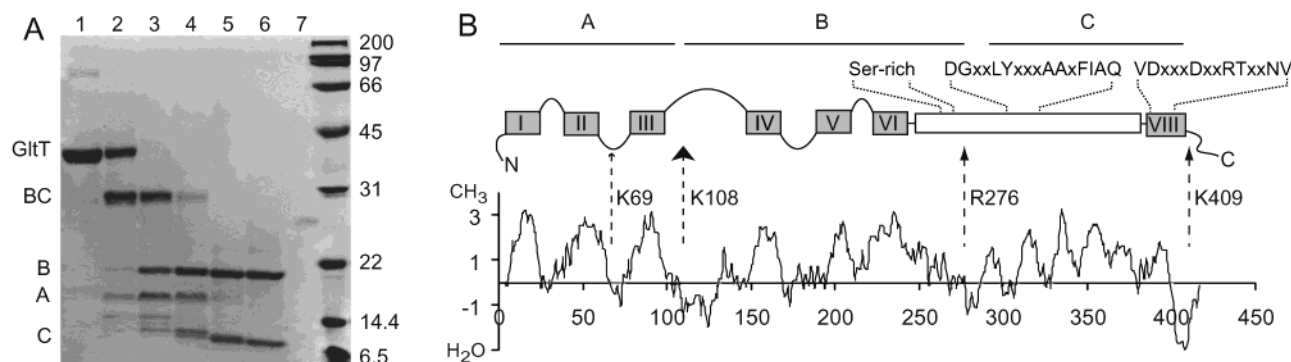 A
1 2 3 4 5 6 7
GltT
BC
B
A
C
200
97
66
45
31
22
14.4
6.5
B
A B C
Ser-rich DGxxLYxxxAAxFIAQ VDxxxDxxRTxxNV
I II III IV V VI VIII
N C
K69 K108 R276 K409
CH3
3
1
-1
H2O
0 50 100 150 200 250 300 350 400 450